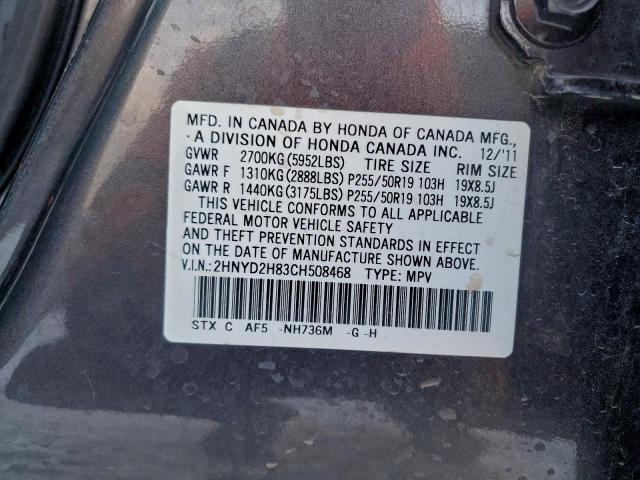 MFD. IN CANADA BY HONDA OF CANADA MFG.,
A DIVISION OF HONDA CANADA INC. 12/'11
GVWR 2700KG(5952LBS) TIRE SIZE RIM SIZE
GAWR F 1310KG(2888LBS) P255/50R19 103H 19X8.5J
GAWR R 1440KG(3175LBS) P255/50R19 103H 19X8.5J
THIS VEHICLE CONFORMS TO ALL APPLICABLE
FEDERAL MOTOR VEHICLE SAFETY
AND THEFT PREVENTION STANDARDS IN EFFECT
ON THE DATE OF MANUFACTURE SHOWN ABOVE.
V.I.N.: 2HNYD2H83CH508468 TYPE: MPV
STX C AF5 -NH736M -G -H